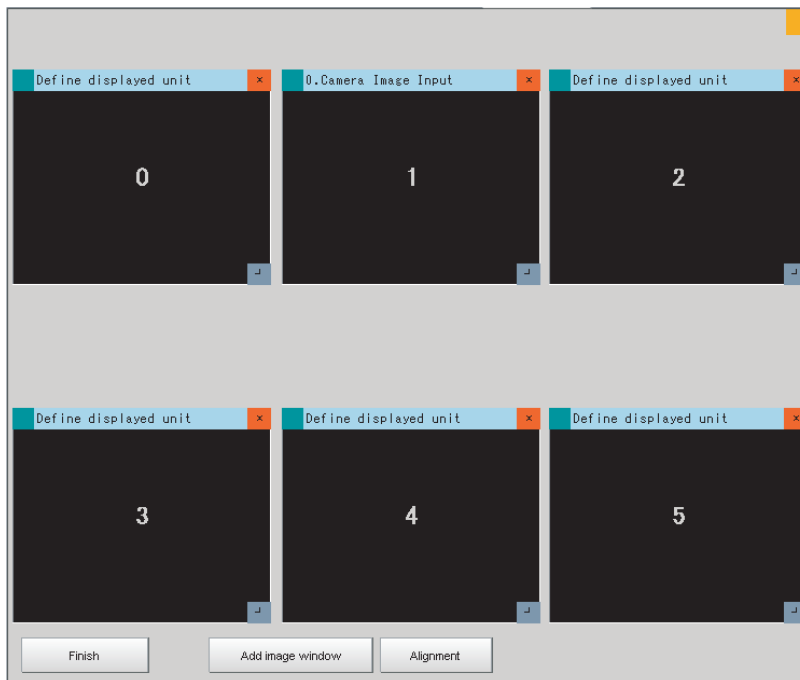 Define displayed unit × 0.Camera Image Input × Define displayed unit ×
0 1 2
Define displayed unit × Define displayed unit × Define displayed unit ×
3 4 5
Finish Add image window Alignment